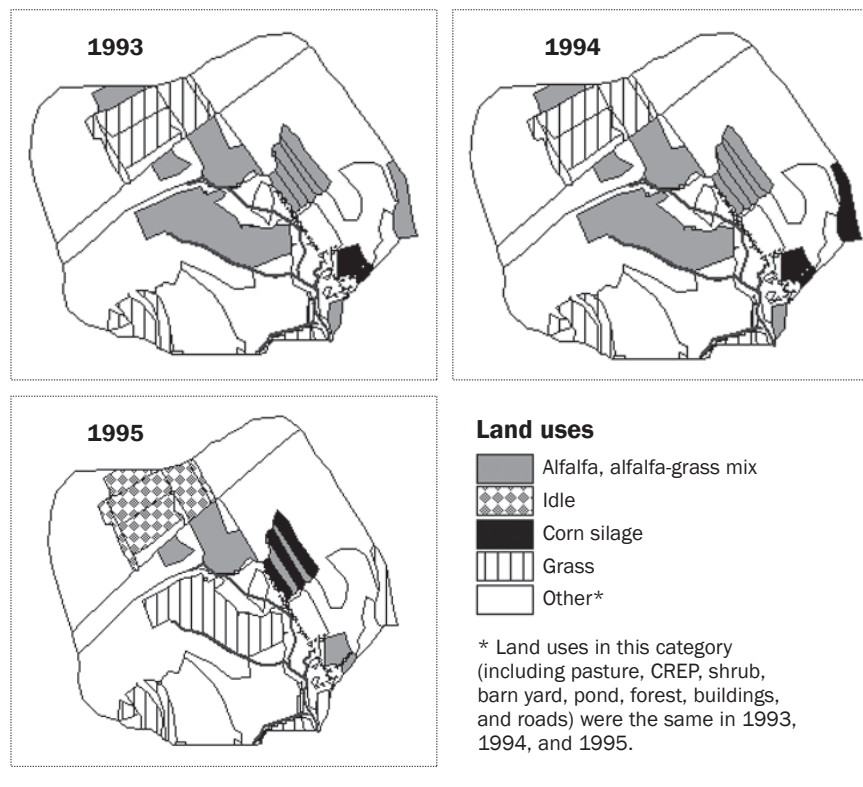 1993
1994
1995
Land uses
Alfalfa, alfalfa-grass mix
Idle
Corn silage
Grass
Other*
* Land uses in this category
(including pasture, CREP, shrub,
barn yard, pond, forest, buildings,
and roads) were the same in 1993,
1994, and 1995.